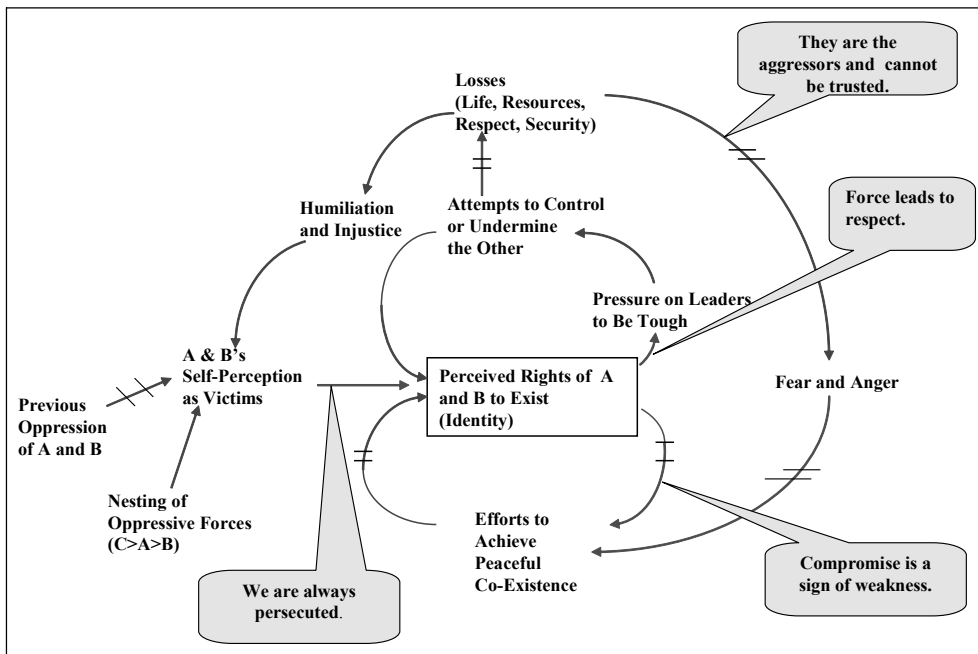 They are the
aggressors and cannot
be trusted.
Losses
(Life, Resources,
Respect, Security)
Force leads to
respect.
Humiliation
and Injustice
Attempts to Control
or Undermine
the Other
Pressure on Leaders
to Be Tough
A & B's
Self-Perception
as Victims
Perceived Rights of A
and B to Exist
(Identity)
Fear and Anger
Previous
Oppression
of A and B
Nesting of
Oppressive Forces
(C>A>B)
Efforts to
Achieve
Peaceful
Co-Existence
We are always
persecuted.
Compromise is a
sign of weakness.